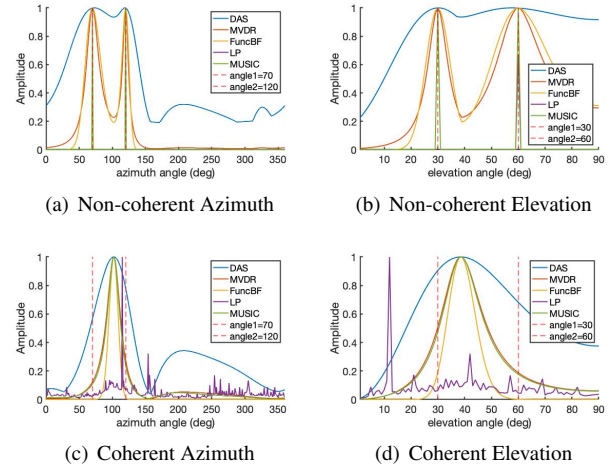 Amplitude
1
0.8
0.6
0.4
0.2
0
0 50 100 150 200 250 300 350
azimuth angle (deg)
DAS
MVDR
FuncBF
LP
MUSIC
angle1=70
angle2=120
(a) Non-coherent Azimuth
Amplitude
1
0.8
0.6
0.4
0.2
0
10 20 30 40 50 60 70 80 90
elevation angle (deg)
DAS
MVDR
FuncBF
LP
MUSIC
angle1=30
angle2=60
(b) Non-coherent Elevation
Amplitude
1
0.8
0.6
0.4
0.2
0
0 50 100 150 200 250 300 350
azimuth angle (deg)
DAS
MVDR
FuncBF
LP
MUSIC
angle1=70
angle2=120
(c) Coherent Azimuth
Amplitude
1
0.8
0.6
0.4
0.2
0
10 20 30 40 50 60 70 80 90
elevation angle (deg)
DAS
MVDR
FuncBF
LP
MUSIC
angle1=30
angle2=60
(d) Coherent Elevation